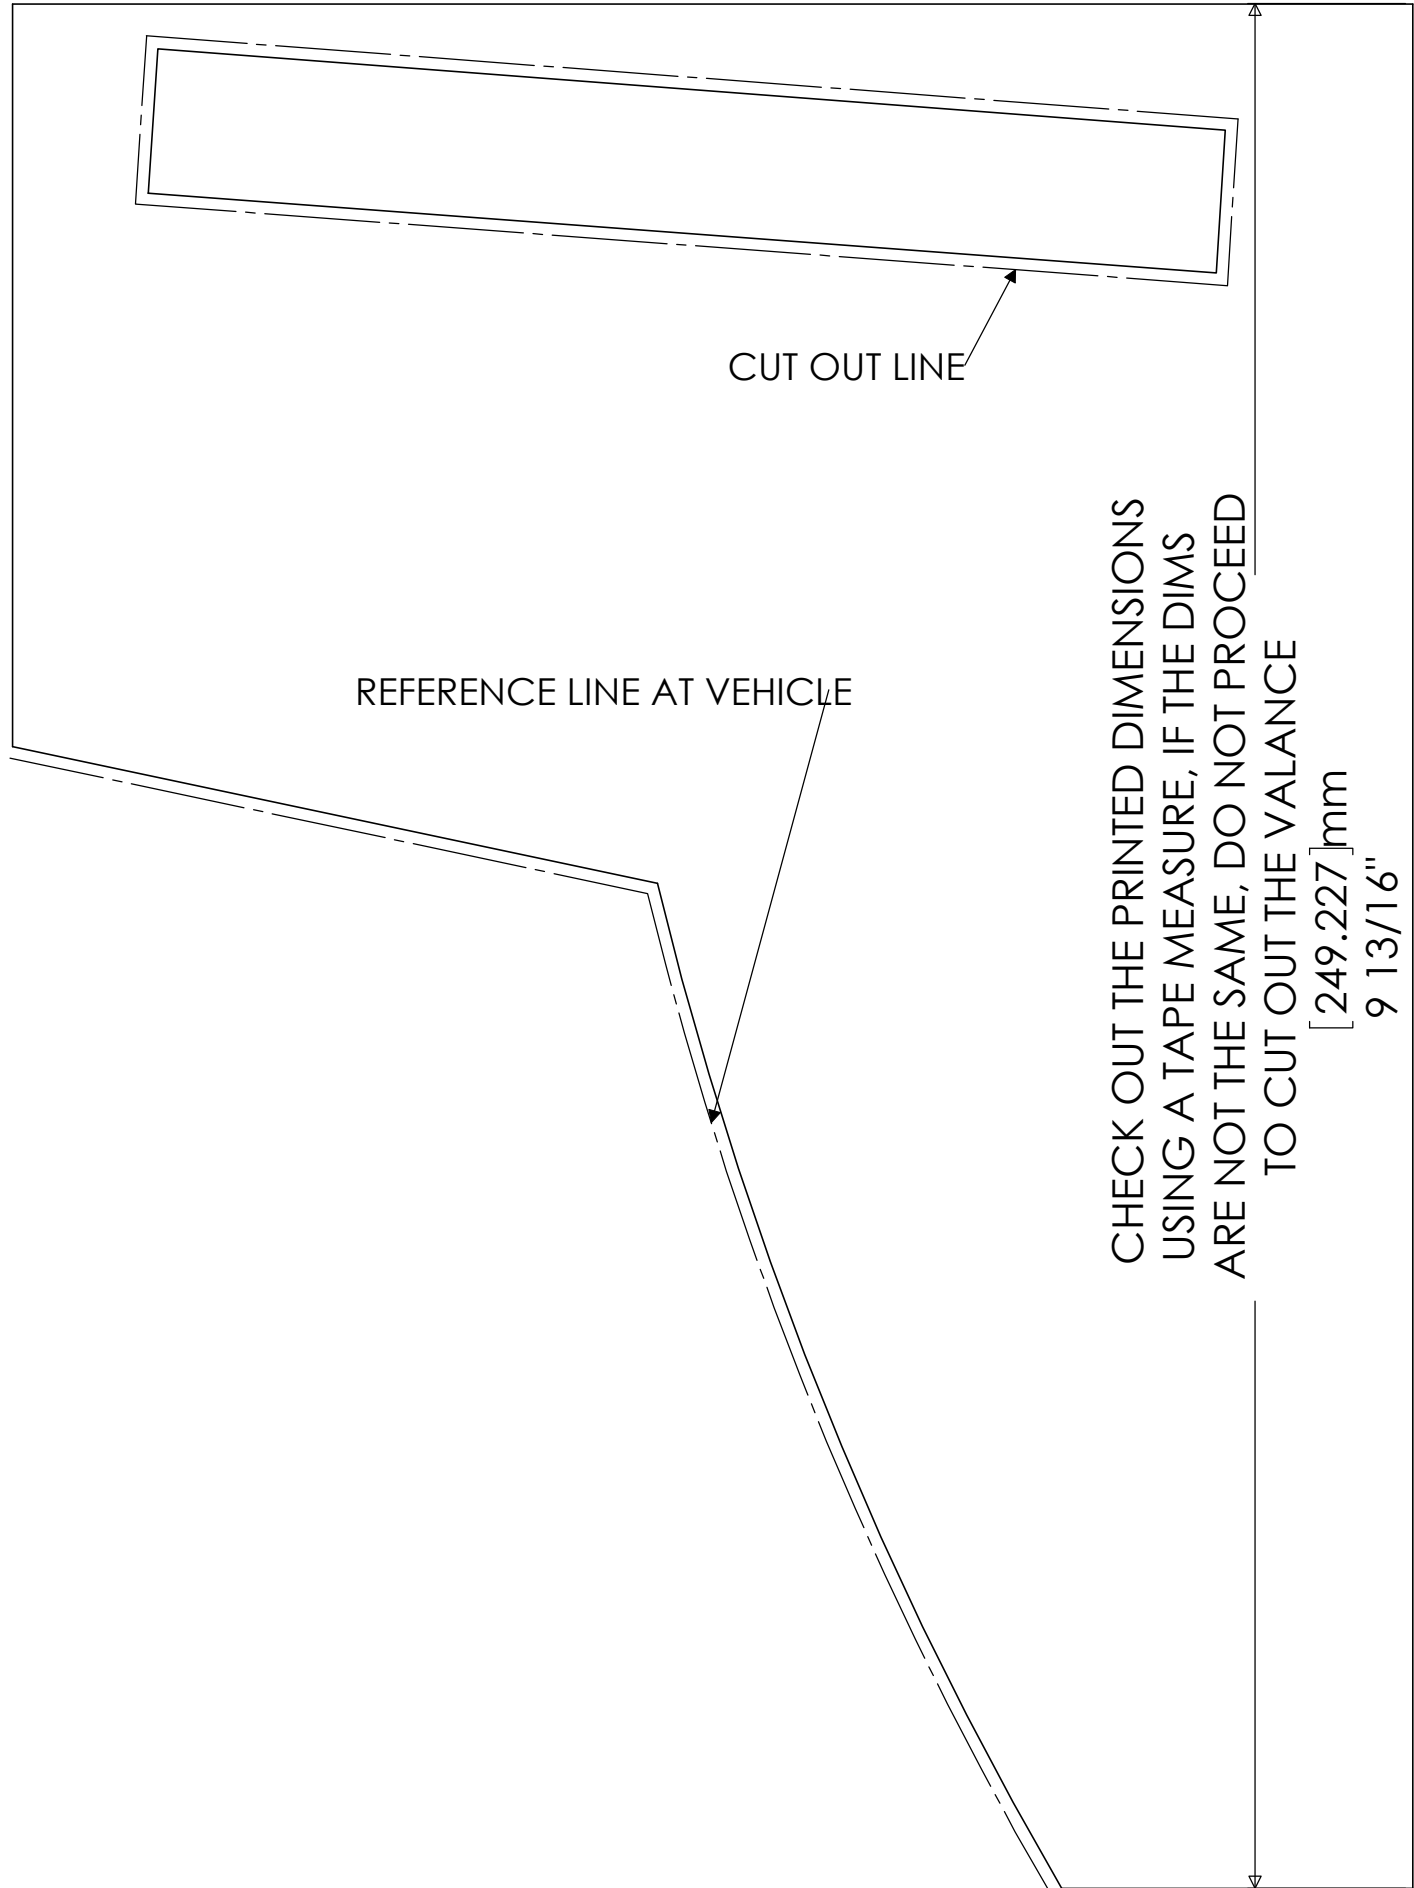 CUT OUT LINE
REFERENCE LINE AT VEHICLE
CHECK OUT THE PRINTED DIMENSIONS
USING A TAPE MEASURE, IF THE DIMS
ARE NOT THE SAME, DO NOT PROCEED
TO CUT OUT THE VALANCE
[249.227]mm
9 13/16"